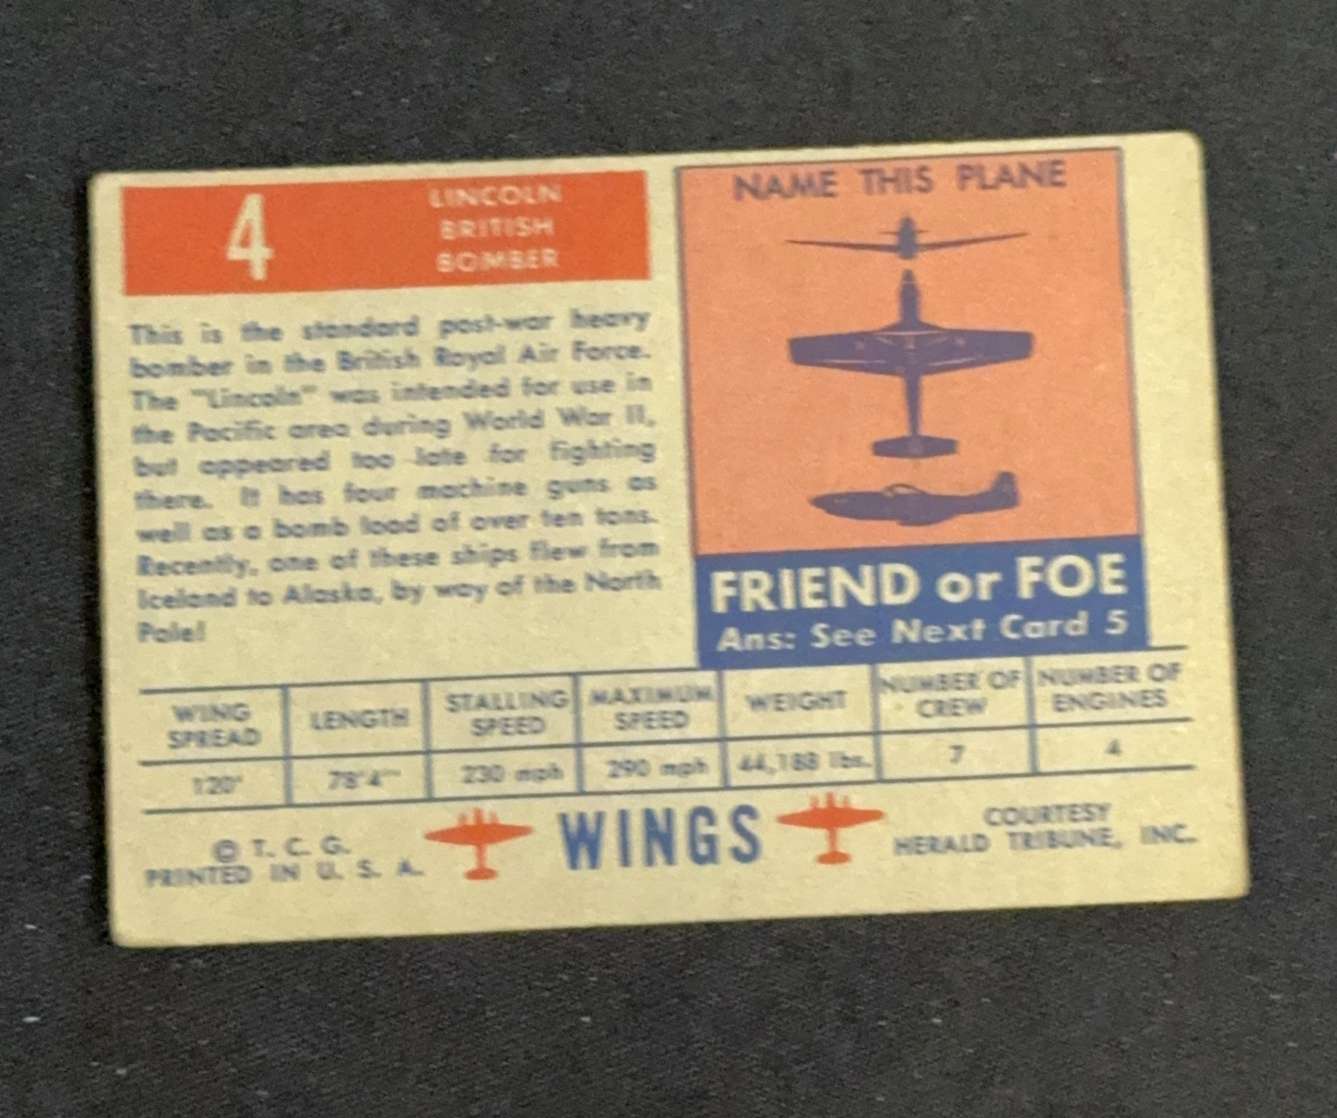 4
LINCOLN
BRITISH
BOMBER
This is the standard post-war heavy
bomber in the British Royal Air Force.
The "Lincoln" was intended for use in
the Pacific area during World War II,
but appeared too late for fighting
there. It has four machine guns as
well as a bomb load of over ten tons.
Recently, one of these ships flew from
Iceland to Alaska, by way of the North
Pole!
NAME THIS PLANE
FRIEND or FOE
Ans: See Next Card 5
WING SPREAD
LENGTH
STALLING SPEED
MAXIMUM SPEED
WEIGHT
NUMBER OF CREW
NUMBER OF ENGINES
120'
78'4"
230 mph
290 mph
44,188 lbs.
7
4
© T. C. G.
PRINTED IN U. S. A.
WINGS
COURTESY
HERALD TRIBUNE, INC.